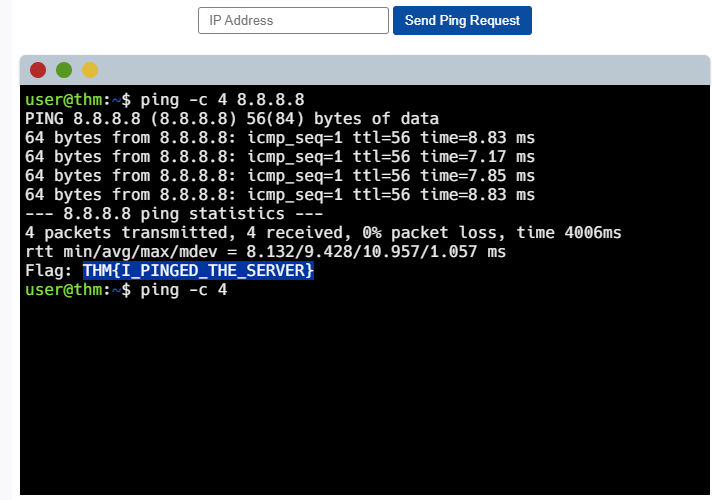 IP Address
Send Ping Request
user@thm:~$ ping -c 4 8.8.8.8
PING 8.8.8.8 (8.8.8.8) 56(84) bytes of data
64 bytes from 8.8.8.8: icmp_seq=1 ttl=56 time=8.83 ms
64 bytes from 8.8.8.8: icmp_seq=1 ttl=56 time=7.17 ms
64 bytes from 8.8.8.8: icmp_seq=1 ttl=56 time=7.85 ms
64 bytes from 8.8.8.8: icmp_seq=1 ttl=56 time=8.83 ms
--- 8.8.8.8 ping statistics ---
4 packets transmitted, 4 received, 0% packet loss, time 4006ms
rtt min/avg/max/mdev = 8.132/9.428/10.957/1.057 ms
Flag: THM{I_PINGED_THE_SERVER}
user@thm:~$ ping -c 4